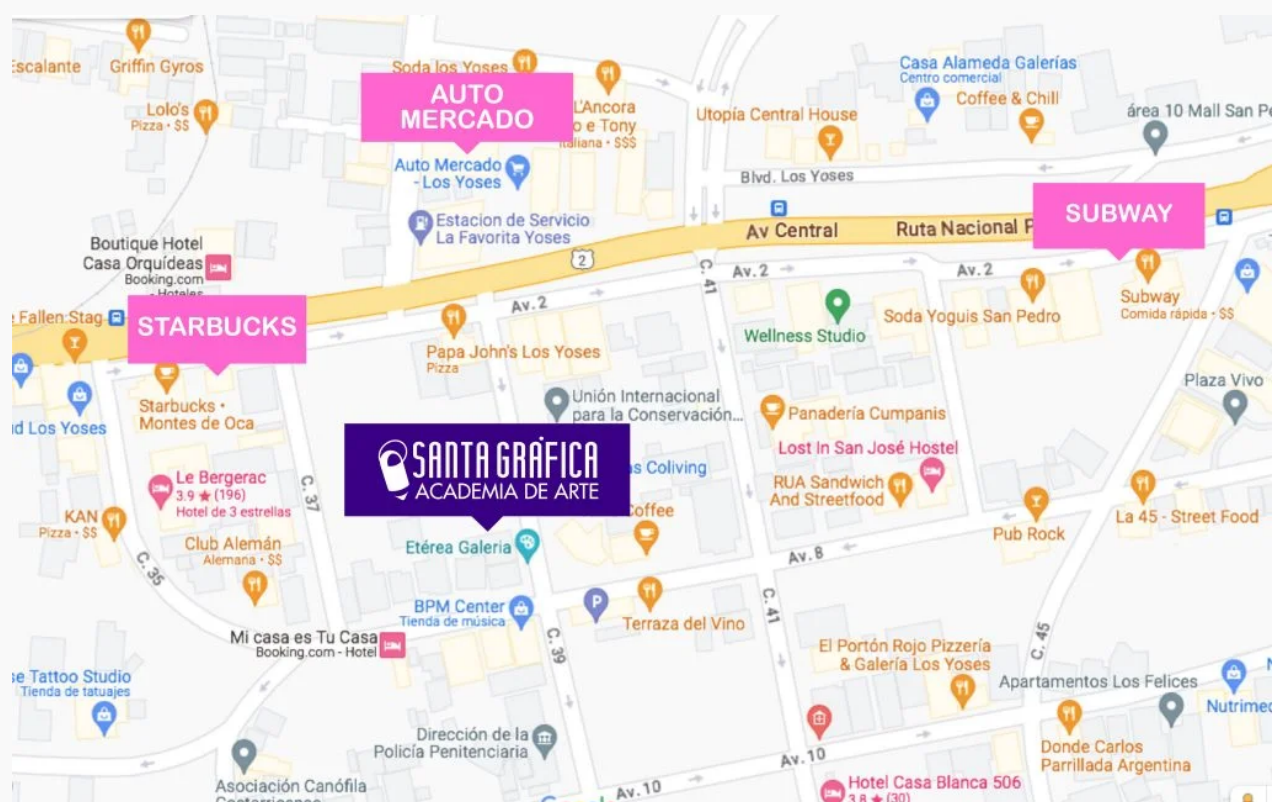 Escalante
Griffin Gyros
Soda los Yoses
AUTO
MERCADO
Lolo's
Pizza • $$
L'Ancora
o e Tony
italiana • $$$
Utopía Central House
Casa Alameda Galerías
Centro comercial
Coffee & Chill
área 10 Mall San Pe
Auto Mercado
- Los Yoses
Blvd. Los Yoses
Estacion de Servicio
La Favorita Yoses
SUBWAY
Av Central
Ruta Nacional P
Boutique Hotel
Casa Orquídeas
Booking.com
- Hoteles
2
C. 41
Av. 2
Av. 2
Av. 2
Subway
Comida rápida • $$
e Fallen Stag
STARBUCKS
Papa John's Los Yoses
Pizza
Wellness Studio
Soda Yoguis San Pedro
Starbucks •
Montes de Oca
Unión Internacional
para la Conservación...
Panadería Cumpanis
Plaza Vivo
d Los Yoses
SANTA GRÁFICA
ACADEMIA DE ARTE
as Coliving
Lost In San José Hostel
RUA Sandwich
And Streetfood
Le Bergerac
3.9 ★ (196)
Hotel de 3 estrellas
C. 37
KAN
Pizza • $$
Coffee
La 45 - Street Food
Pub Rock
Club Alemán
Alemana • $$
Etérea Galeria
Av. 8
C. 35
BPM Center
Tienda de música
P
Terraza del Vino
C. 41
Mi casa es Tu Casa
Booking.com - Hotel
C. 39
C. 45
El Portón Rojo Pizzería
& Galería Los Yoses
Apartamentos Los Felices
se Tattoo Studio
Tienda de tatuajes
Nutrimed
Dirección de la
Policía Penitenciaria
Donde Carlos
Parrillada Argentina
Av. 10
Asociación Canófila
Costarricense
Av. 10
Hotel Casa Blanca 506
3.8 ★ (30)